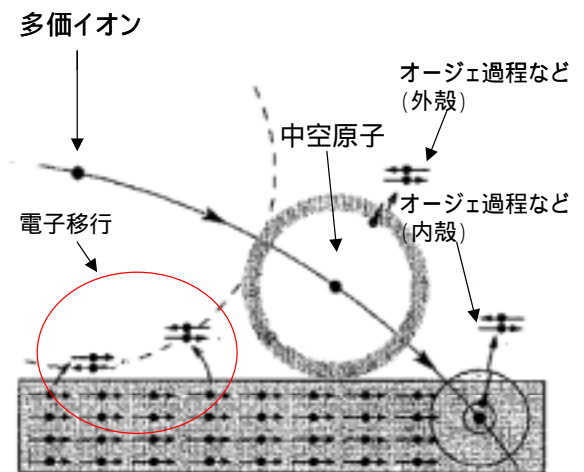 多価イオン
オージェ過程など
(外殻)
中空原子
オージェ過程など
(内殻)
電子移行